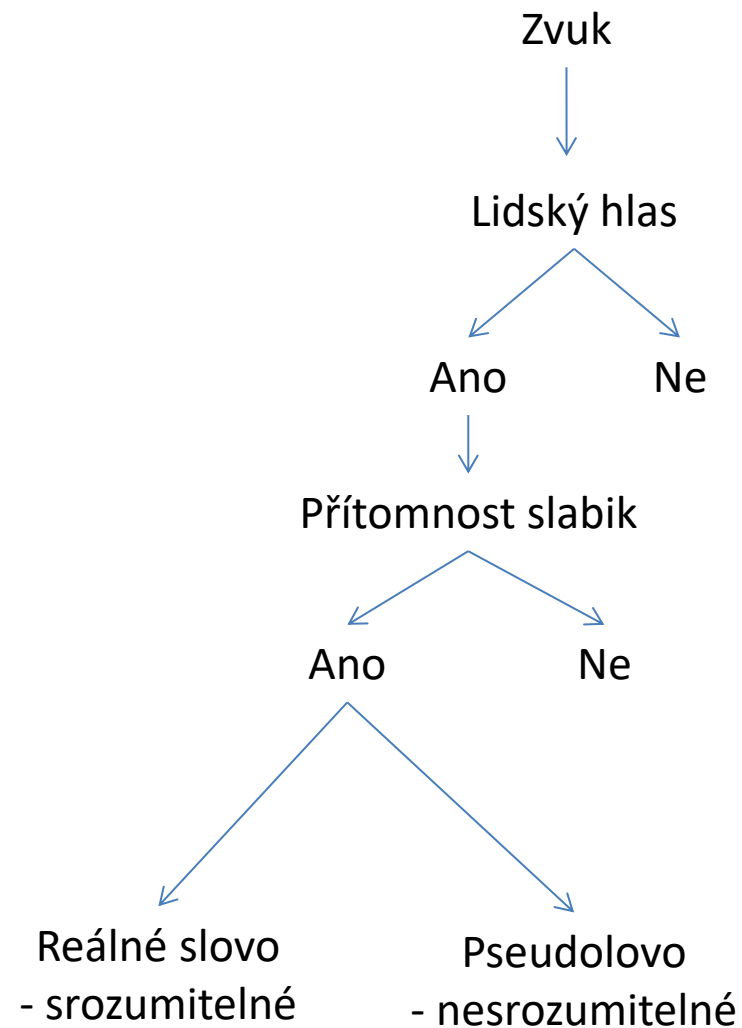 Zvuk
Lidský hlas
Ano
Ne
Přítomnost slabik
Ano
Ne
Reálné slovo
- srozumitelné
Pseudolovo
- nesrozumitelné